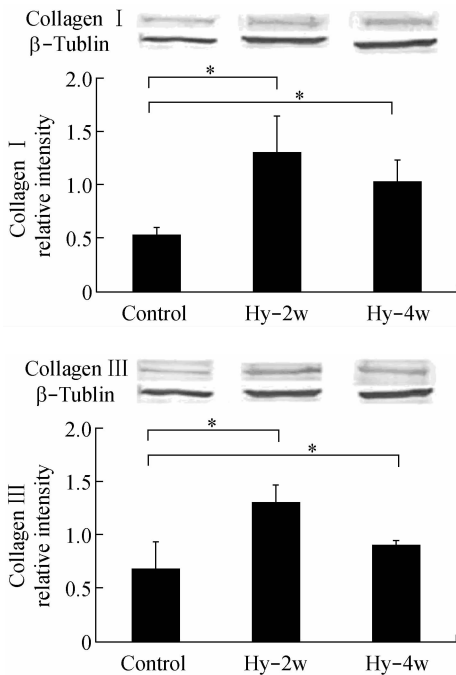 Collagen Ⅰ
β-Tublin
*
*
2.0
1.5
1.0
0.5
0
Collagen Ⅰ
relative intensity
Control Hy-2w Hy-4w
Collagen III
β-Tublin
*
*
2.0
1.5
1.0
0.5
0
Collagen Ⅲ
relative intensity
Control Hy-2w Hy-4w